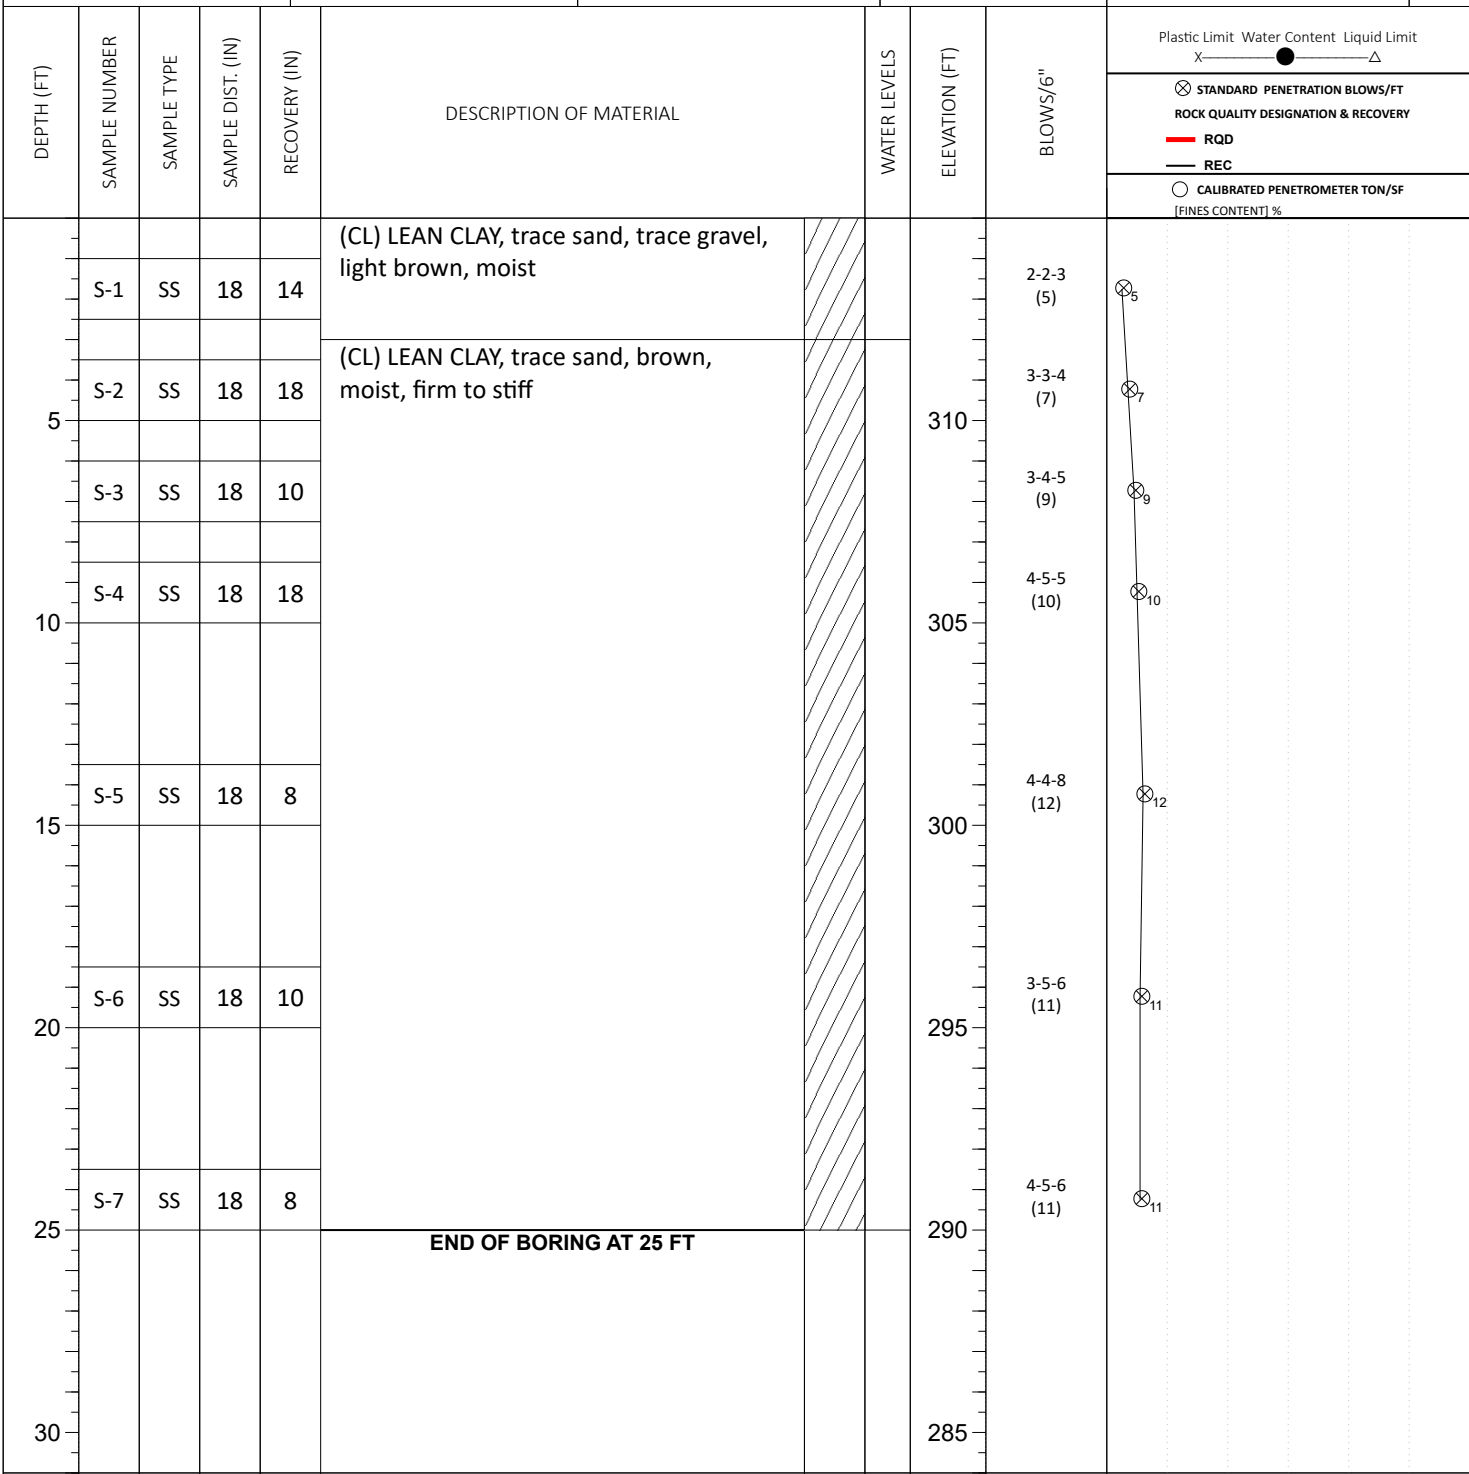 DEPTH (FT)
SAMPLE NUMBER
SAMPLE TYPE
SAMPLE DIST. (IN)
RECOVERY (IN)
DESCRIPTION OF MATERIAL
WATER LEVELS
ELEVATION (FT)
BLOWS/6"
Plastic Limit Water Content Liquid Limit
X
STANDARD PENETRATION BLOWS/FT
ROCK QUALITY DESIGNATION & RECOVERY
RQD
REC
CALIBRATED PENETROMETER TON/SF
[FINES CONTENT] %
(CL) LEAN CLAY, trace sand, trace gravel,
light brown, moist
S-1 SS 18 14
2-2-3
(5)
5
(CL) LEAN CLAY, trace sand, brown,
moist, firm to stiff
S-2 SS 18 18
3-3-4
(7)
7
5 310
S-3 SS 18 10
3-4-5
(9)
9
S-4 SS 18 18
4-5-5
(10)
10
10 305
S-5 SS 18 8
4-4-8
(12)
12
15 300
S-6 SS 18 10
3-5-6
(11)
11
20 295
S-7 SS 18 8
4-5-6
(11)
11
25 290
END OF BORING AT 25 FT
30 285